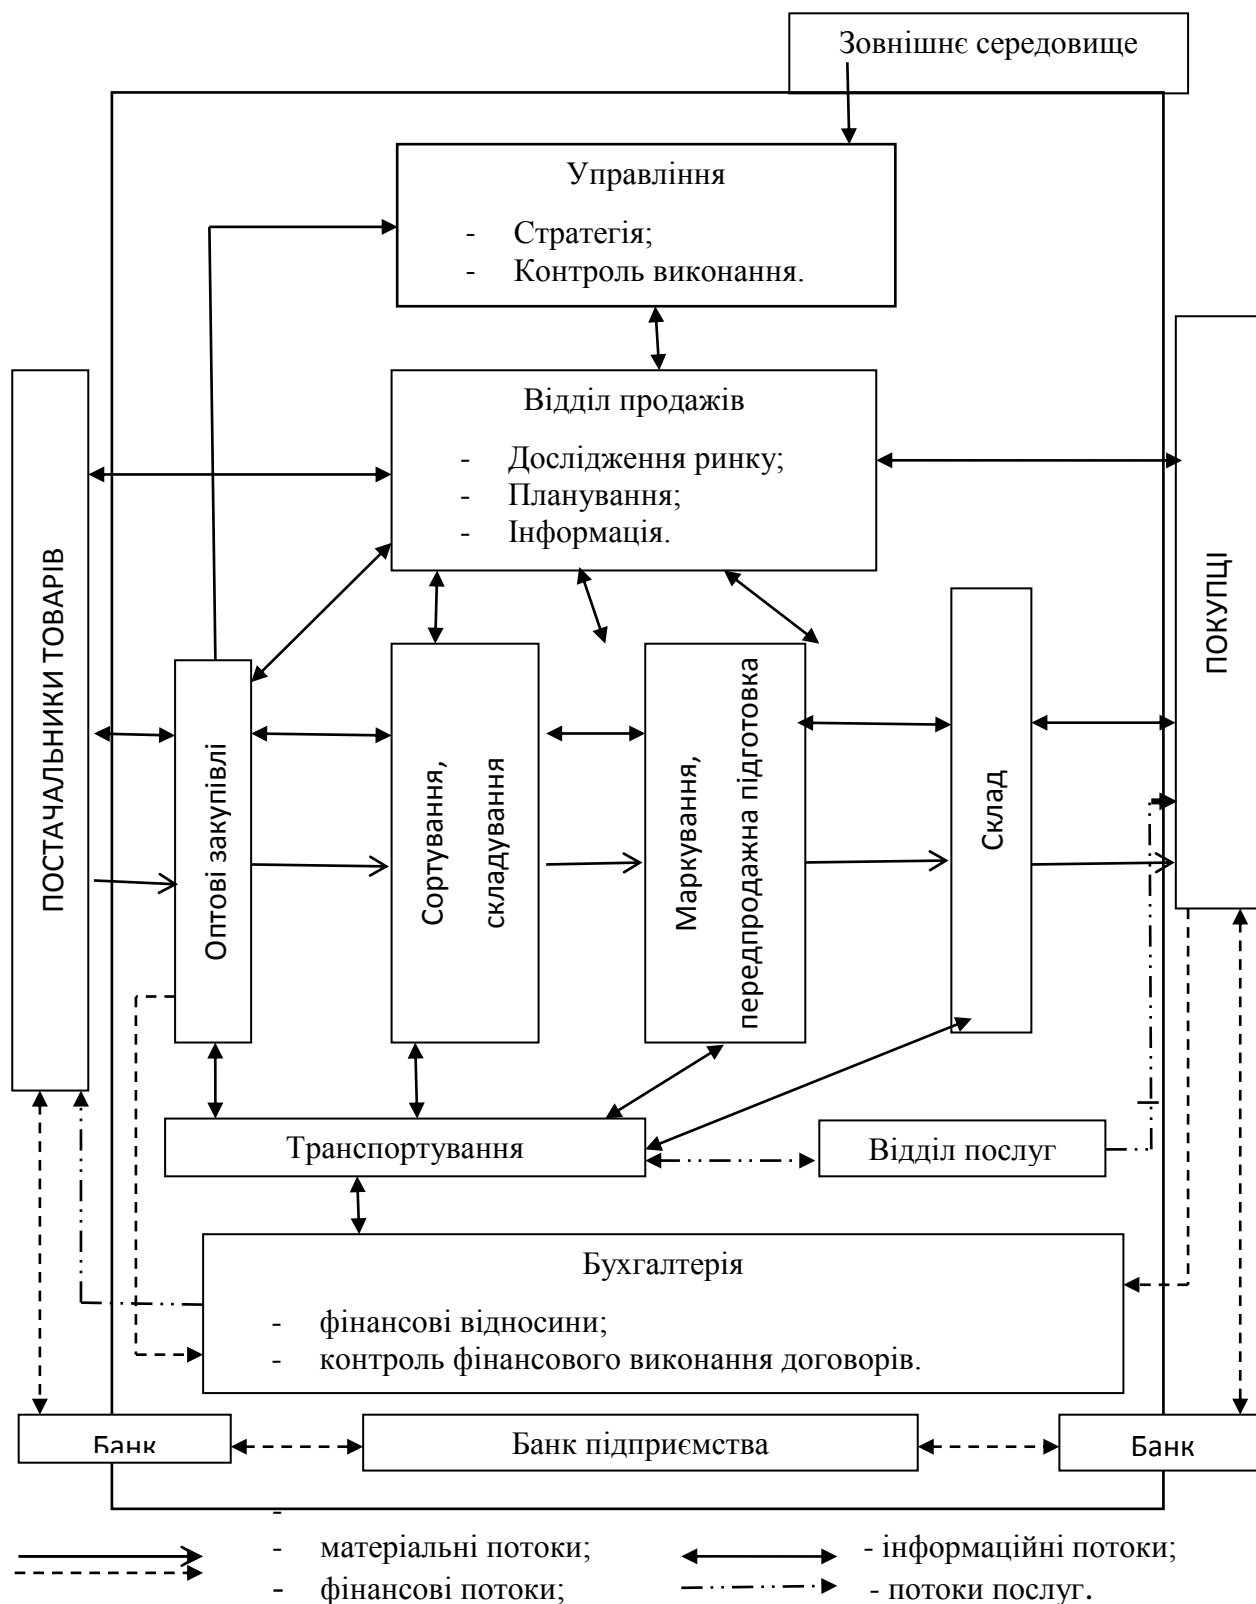 Зовнішнє середовище
Управління
- Стратегія;
- Контроль виконання.
Відділ продажів
- Дослідження ринку;
- Планування;
- Інформація.
ПОСТАЧАЛЬНИКИ ТОВАРІВ
Оптові закупівлі
Сортування,
складування
Маркування,
передпродажна підготовка
Склад
ПОКУПЦІ
Транспортування
Відділ послуг
Бухгалтерія
- фінансові відносини;
- контроль фінансового виконання договорів.
Банк
Банк підприємства
Банк
-
- матеріальні потоки;
- інформаційні потоки;
- фінансові потоки;
- потоки послуг.